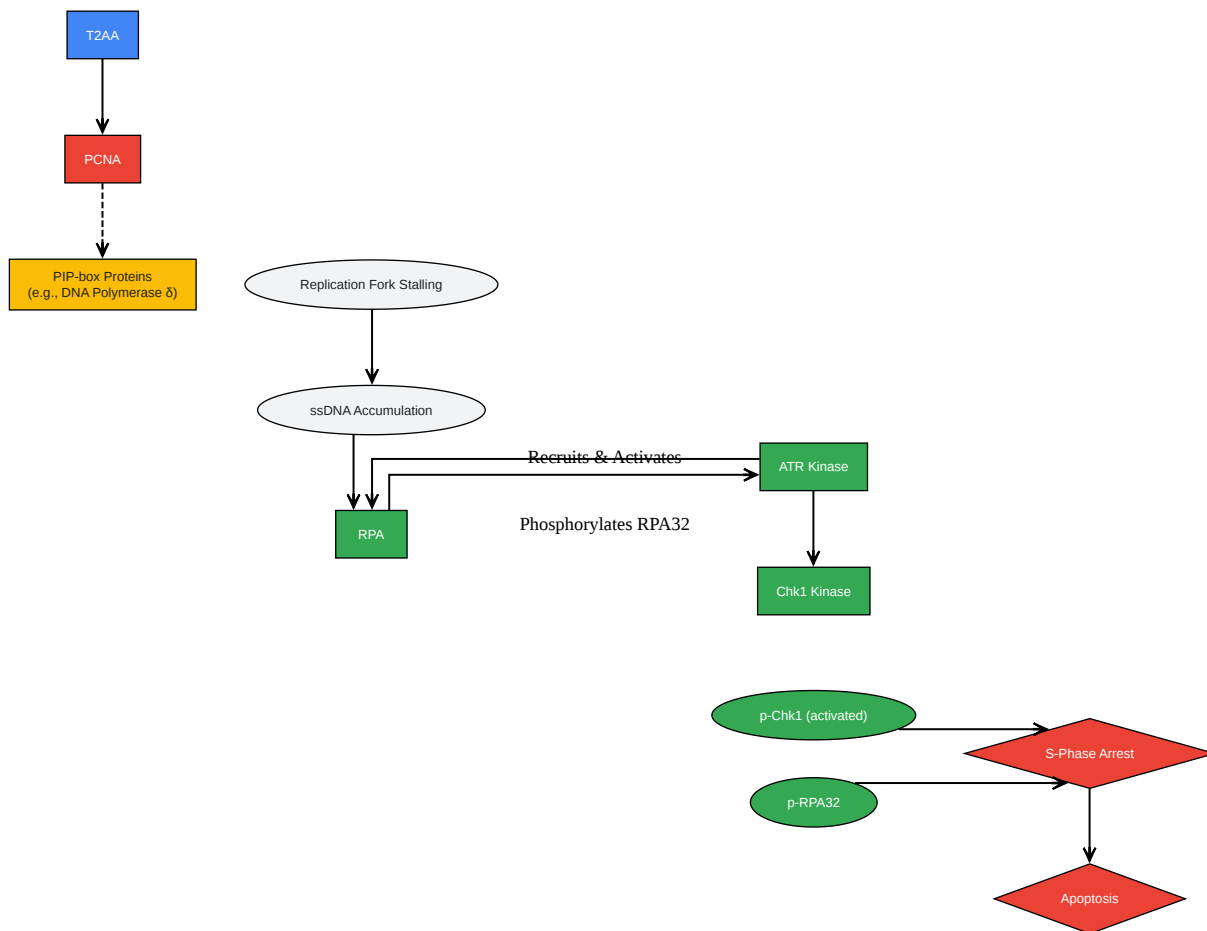 T2AA
PCNA
PIP-box Proteins
(e.g., DNA Polymerase δ)
Replication Fork Stalling
ssDNA Accumulation
Recruits & Activates
ATR Kinase
Phosphorylates RPA32
RPA
Chk1 Kinase
p-Chk1 (activated)
S-Phase Arrest
p-RPA32
Apoptosis